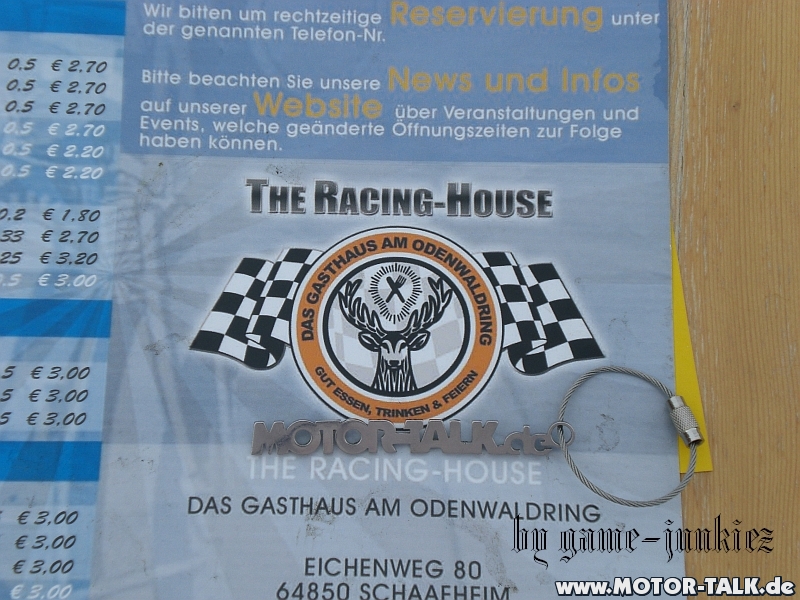 Wir bitten um rechtzeitige Reservierung unter
der genannten Telefon-Nr.
Bitte beachten Sie unsere News und Infos
auf unserer Website über Veranstaltungen und
Events, welche geänderte Öffnungszeiten zur Folge
haben können.
0.5 € 2.70
0.5 € 2.70
0.5 € 2.70
0.5 € 2.70
0.5 € 2.20
0.5 € 2.20
0.2 € 1.80
33 € 2.70
25 € 3.20
.5 € 3.00
5 € 3,00
5 € 3,00
5 € 3,00
€ 3,00
€ 3,00
€ 3,00
€ 3,00
THE RACING-HOUSE
DAS GASTHAUS AM ODENWALDRING
GUT ESSEN, TRINKEN & FEIERN
MOTOR-TALK.de
THE RACING-HOUSE
DAS GASTHAUS AM ODENWALDRING
EICHENWEG 80
64850 SCHAAFHEIM
by game-junkiez
www.MOTOR-TALK.de